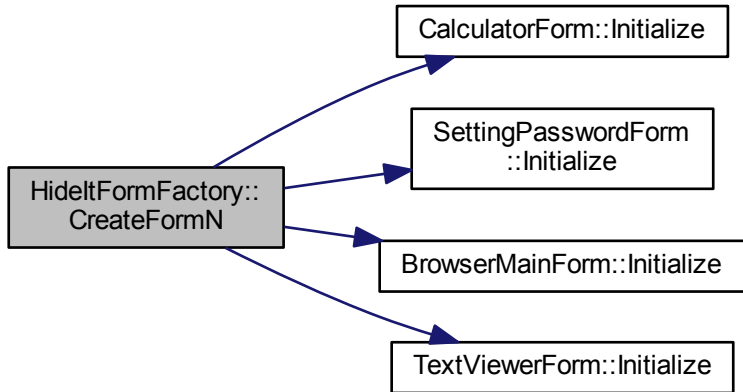 HideItFormFactory::
CreateFormN
CalculatorForm::Initialize
SettingPasswordForm
::Initialize
BrowserMainForm::Initialize
TextViewerForm::Initialize